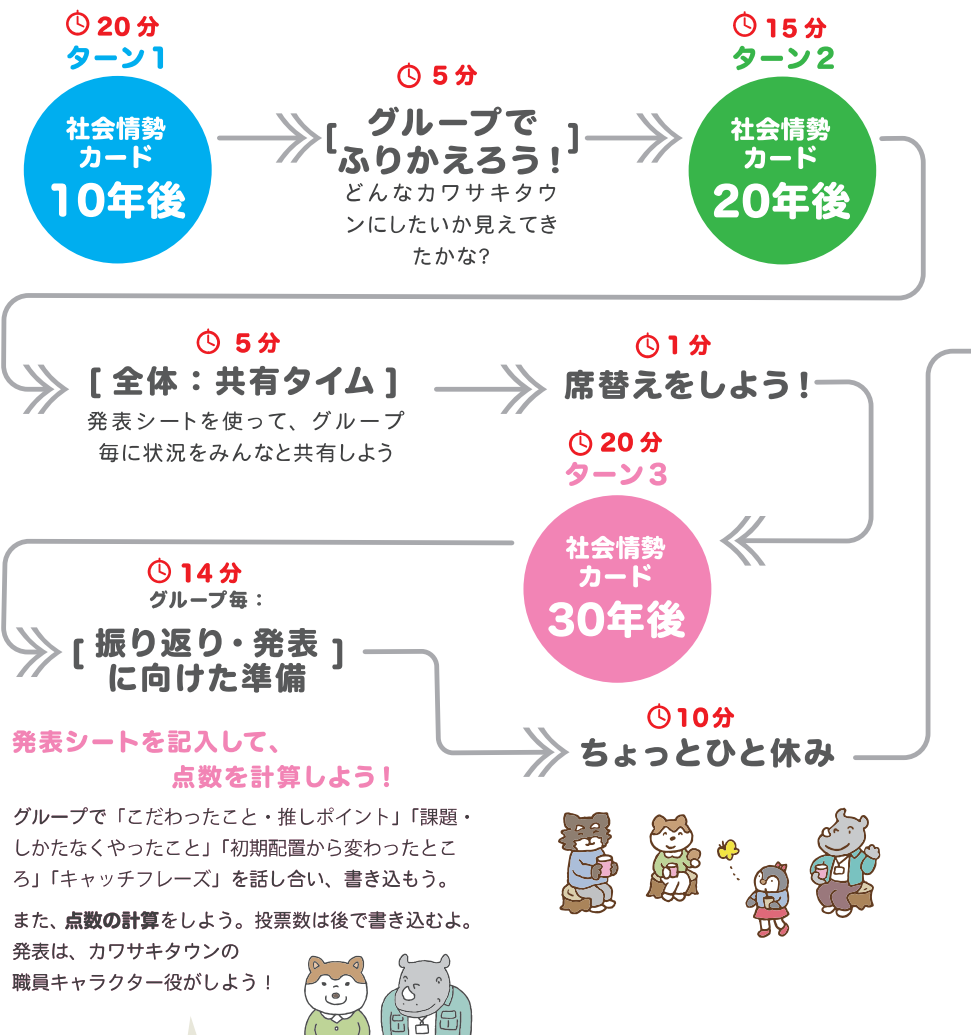 20分
ターン1
社会情勢
カード
10年後
5分
[グループで
ふりかえろう!]
どんなカワサキタウ
ンにしたいか見えてき
たかな?
15分
ターン2
社会情勢
カード
20年後
5分
[全体:共有タイム]
発表シートを使って、グループ
毎に状況をみんなと共有しよう
1分
席替えをしよう!
20分
ターン3
社会情勢
カード
30年後
14分
グループ毎:
[振り返り・発表
に向けた準備]
10分
ちょっとひと休み
発表シートを記入して、
点数を計算しよう!
グループで「こだわったこと・推しポイント」「課題・
しかたなくやったこと」「初期配置から変わったとこ
ろ」「キャッチフレーズ」を話し合い、書き込もう。
また、点数の計算をしよう。投票数は後で書き込むよ。
発表は、カワサキタウンの
職員キャラクター役がしよう!